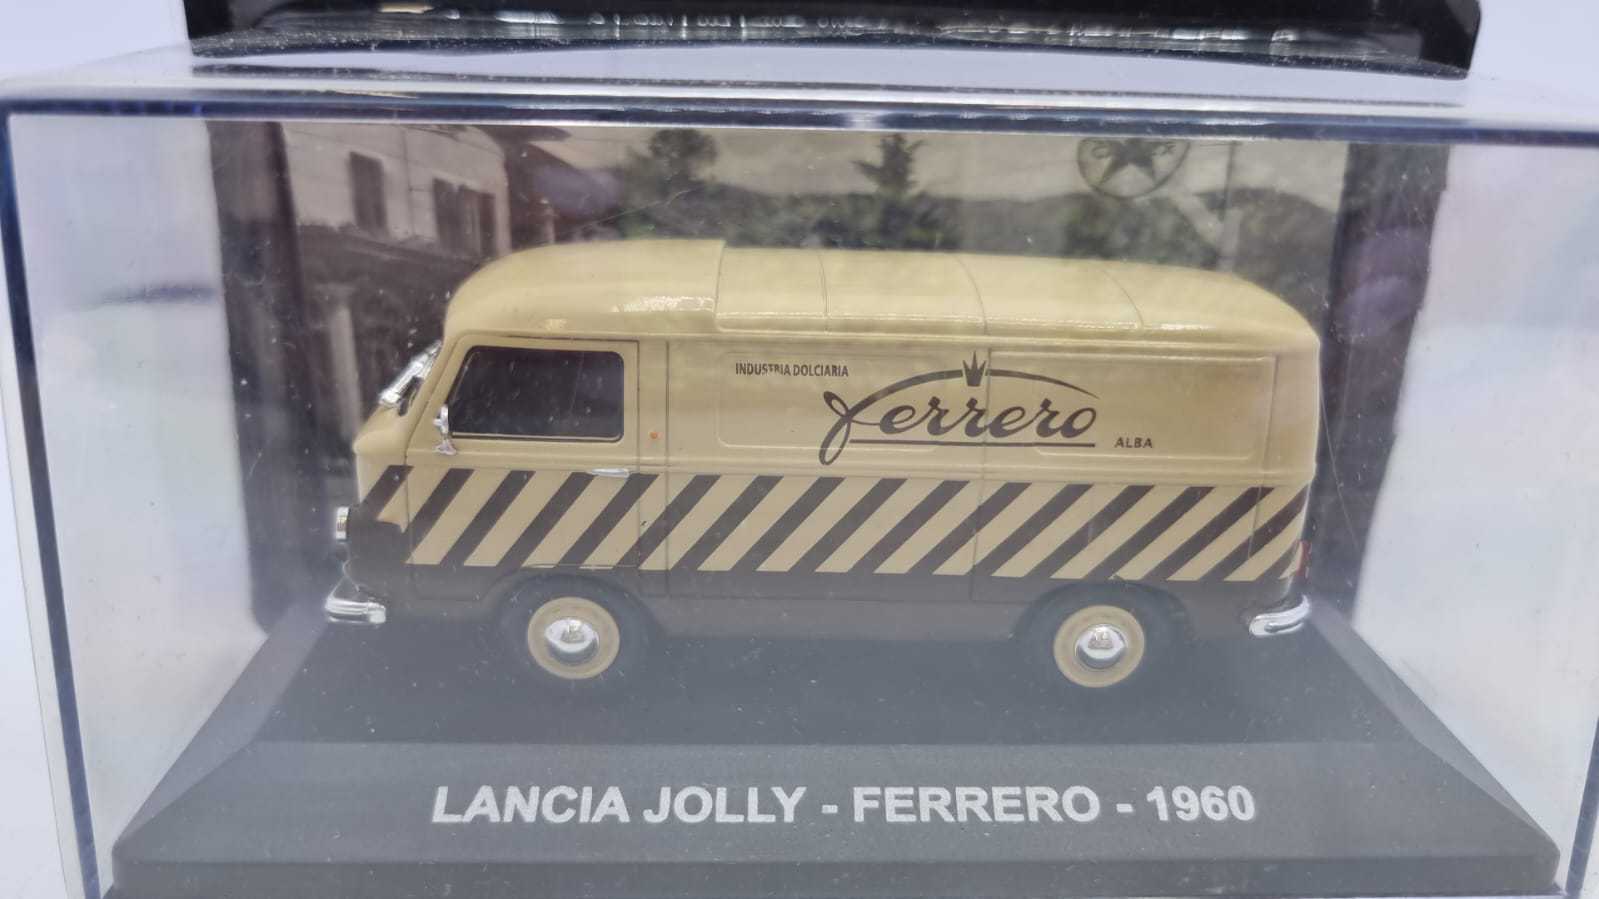 INDUSTRIA DOLCIARIA
Ferrero
ALBA
LANCIA JOLLY - FERRERO - 1960